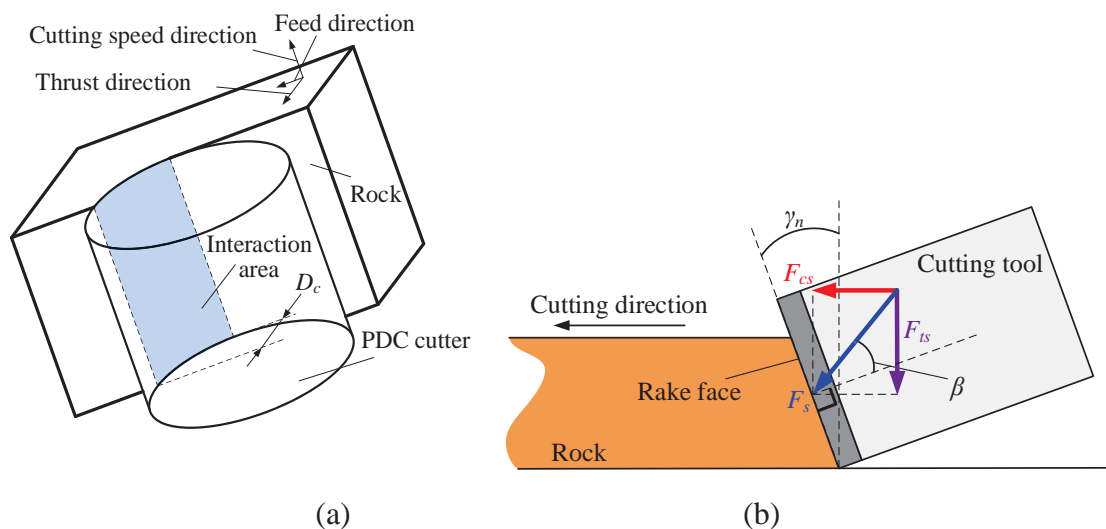 Cutting speed direction
Feed direction
Thrust direction
Rock
Interaction
area
D_c
PDC cutter
(a)
γ_n
F_cs
Cutting tool
Cutting direction
F_ts
Rake face
F_s
β
Rock
(b)